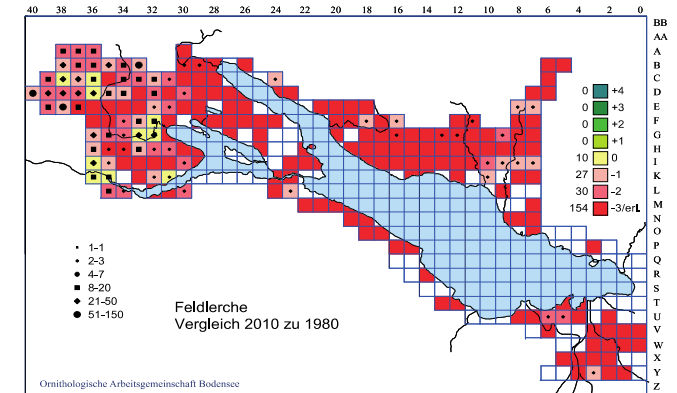 40 38 36 34 32 30 28 26 24 22 20 18 16 14 12 10 8 6 4 2 0
BB
AA
A
B
C
D
E
F
G
H
I
K
L
M
N
O
P
Q
R
S
T
U
V
W
X
Y
Z
0 +4
0 +3
0 +2
0 +1
10 0
27 -1
30 -2
154 -3/erL
1-1
2-3
4-7
8-20
21-50
51-150
Feldlerche
Vergleich 2010 zu 1980
Ornithologische Arbeitsgemeinschaft Bodensee